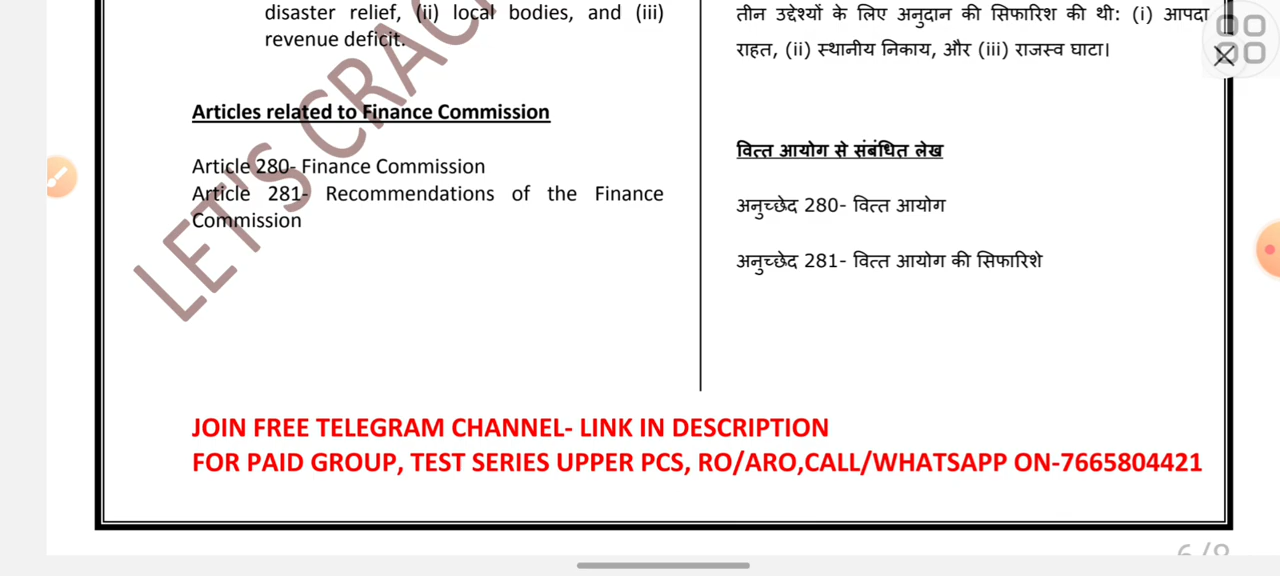 disaster relief, (ii) local bodies, and (iii)
revenue deficit.
Articles related to Finance Commission
Article 280- Finance Commission
Article 281- Recommendations of the Finance
Commission
तीन उद्देश्यों के लिए अनुदान की सिफारिश की थी: (i) आपदा
राहत, (ii) स्थानीय निकाय, और (iii) राजस्व घाटा।
वित्त आयोग से संबंधित लेख
अनुच्छेद 280- वित्त आयोग
अनुच्छेद 281- वित्त आयोग की सिफारिशे
LET'S CRAC
JOIN FREE TELEGRAM CHANNEL- LINK IN DESCRIPTION
FOR PAID GROUP, TEST SERIES UPPER PCS, RO/ARO,CALL/WHATSAPP ON-7665804421